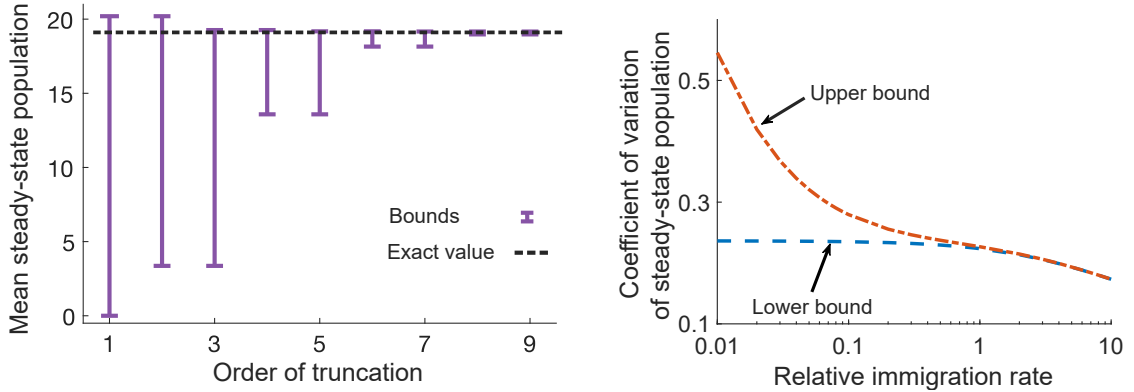 Mean steady-state population
20
15
10
5
0
Bounds
Exact value
1
3
5
7
9
Order of truncation
Coefficient of variation
of steady-state population
0.5
0.3
0.1
Upper bound
Lower bound
0.01
0.1
1
10
Relative immigration rate